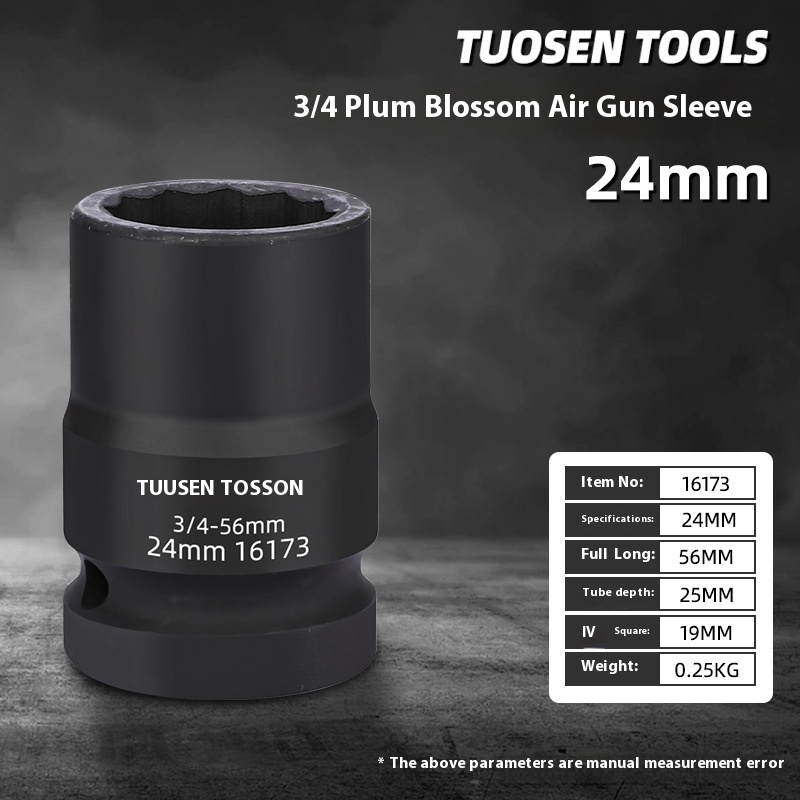 TUOSEN TOOLS
3/4 Plum Blossom Air Gun Sleeve
24mm
TUUSEN TOSSON
3/4-56mm
24mm 16173
Item No: 16173
Specifications: 24MM
Full Long: 56MM
Tube depth: 25MM
IV Square: 19MM
Weight: 0.25KG
* The above parameters are manual measurement error